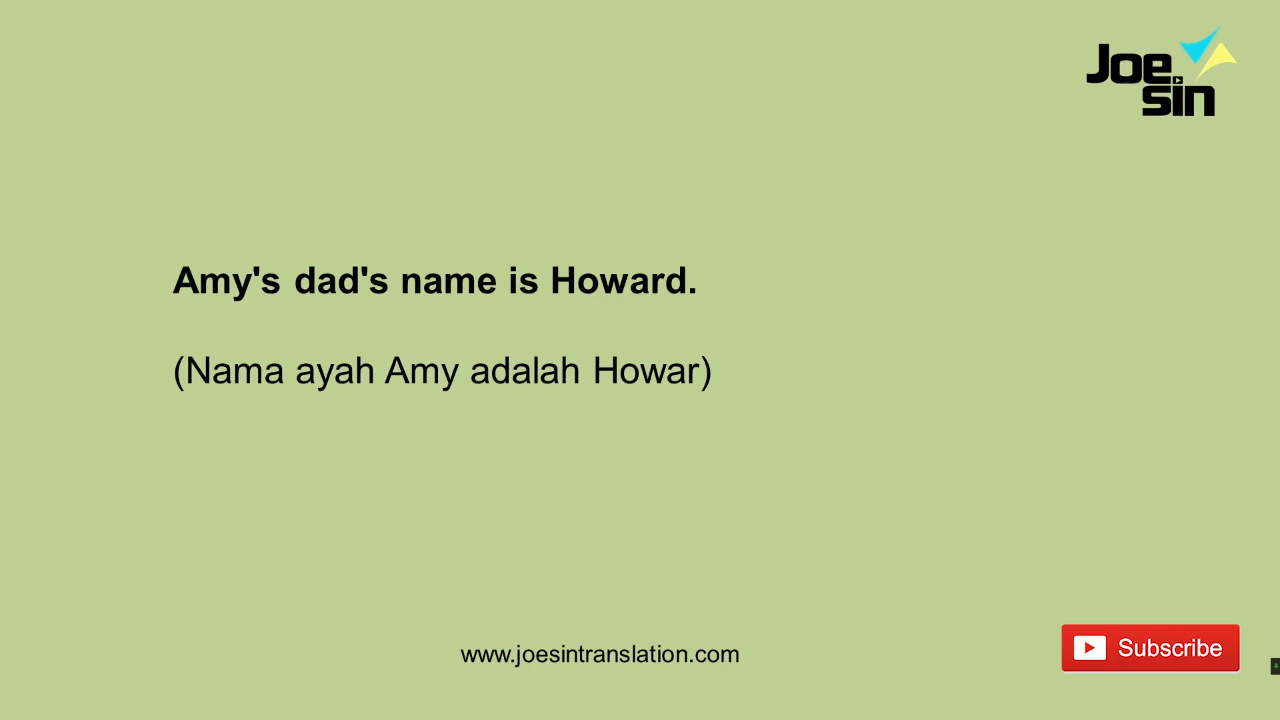 Joe
sin
Amy's dad's name is Howard.
(Nama ayah Amy adalah Howar)
www.joesintranslation.com
Subscribe